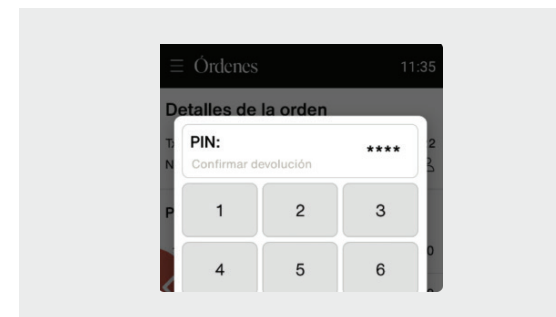 Órdenes 11:35
Detalles de la orden
PIN: ****
Confirmar devolución
1 2 3
4 5 6